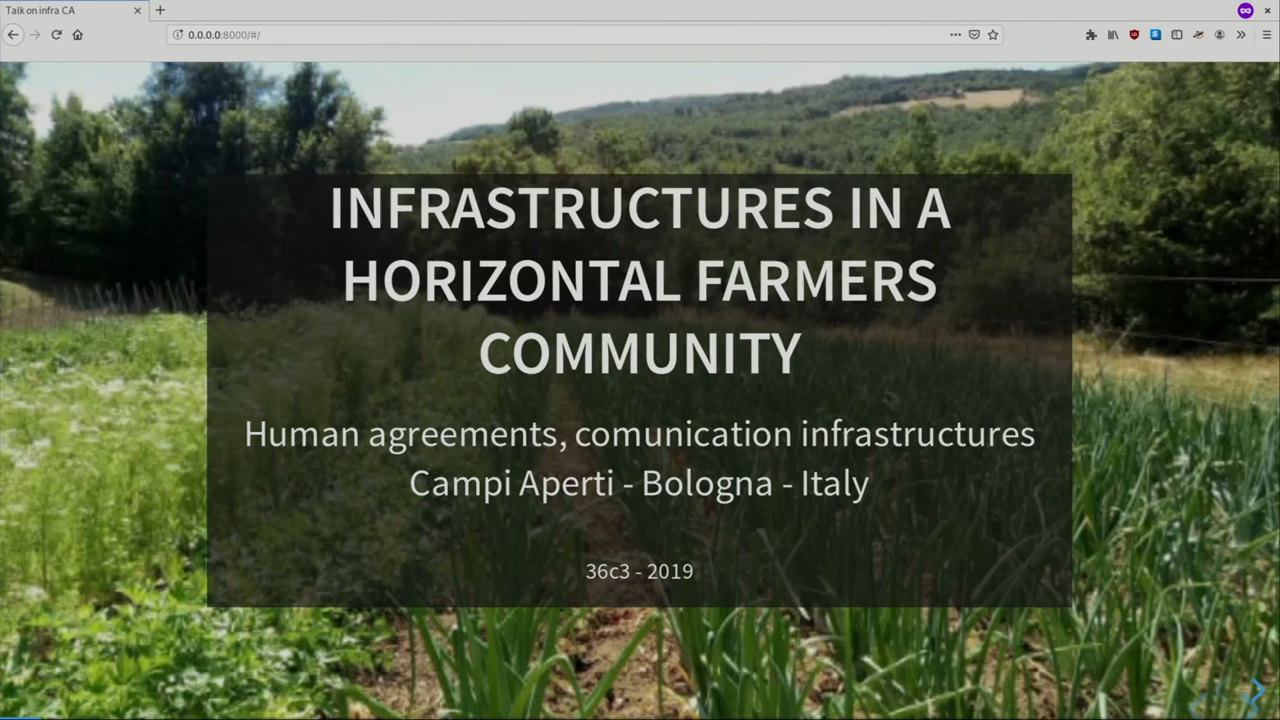 Talk on infra CA
0.0.0.0:8000/#/
INFRASTRUCTURES IN A
HORIZONTAL FARMERS
COMMUNITY
Human agreements, comunication infrastructures
Campi Aperti - Bologna - Italy
36c3 - 2019